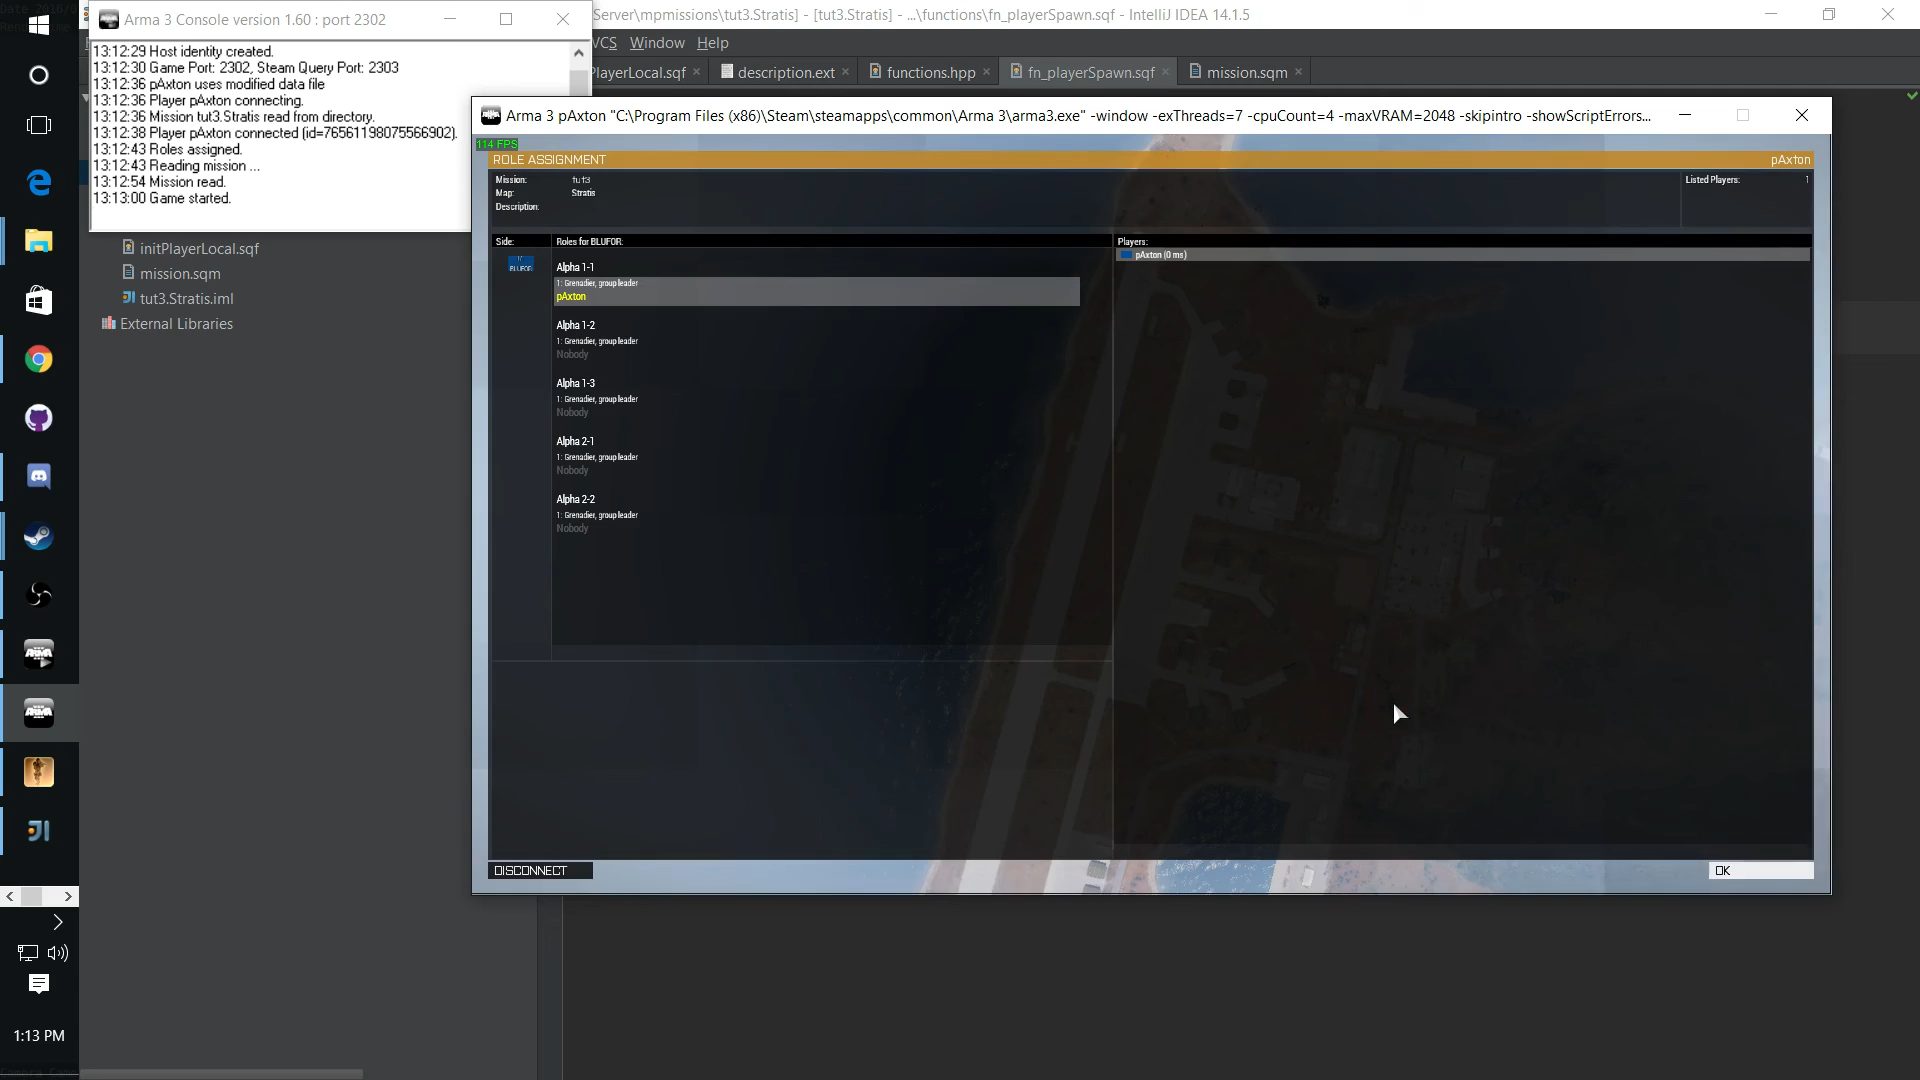 Arma 3 Console version 1.60 : port 2302
Server\mpmissions\tut3.Stratis] - [tut3.Stratis] - ...\functions\fn_playerSpawn.sqf - IntelliJ IDEA 14.1.5
VCS Window Help
13:12:29 Host identity created.
13:12:30 Game Port: 2302, Steam Query Port: 2303
13:12:36 pAxton uses modified data file
13:12:36 Player pAxton connecting.
13:12:36 Mission tut3.Stratis read from directory.
13:12:38 Player pAxton connected (id=76561198075566902).
13:12:43 Roles assigned.
13:12:43 Reading mission ...
13:12:54 Mission read.
13:13:00 Game started.
PlayerLocal.sqf description.ext functions.hpp fn_playerSpawn.sqf mission.sqm
initPlayerLocal.sqf
mission.sqm
tut3.Stratis.iml
External Libraries
Arma 3 pAxton "C:\Program Files (x86)\Steam\steamapps\common\Arma 3\arma3.exe" -window -exThreads=7 -cpuCount=4 -maxVRAM=2048 -skipintro -showScriptErrors...
114 FPS
ROLE ASSIGNMENT pAxton
Mission: tut3
Map: Stratis
Description:
Listed Players: 1
Side: Roles for BLUFOR: Players:
BLUFOR
pAxton (0 ms)
Alpha 1-1
1: Grenadier, group leader
pAxton
Alpha 1-2
1: Grenadier, group leader
Nobody
Alpha 1-3
1: Grenadier, group leader
Nobody
Alpha 2-1
1: Grenadier, group leader
Nobody
Alpha 2-2
1: Grenadier, group leader
Nobody
DISCONNECT OK
1:13 PM